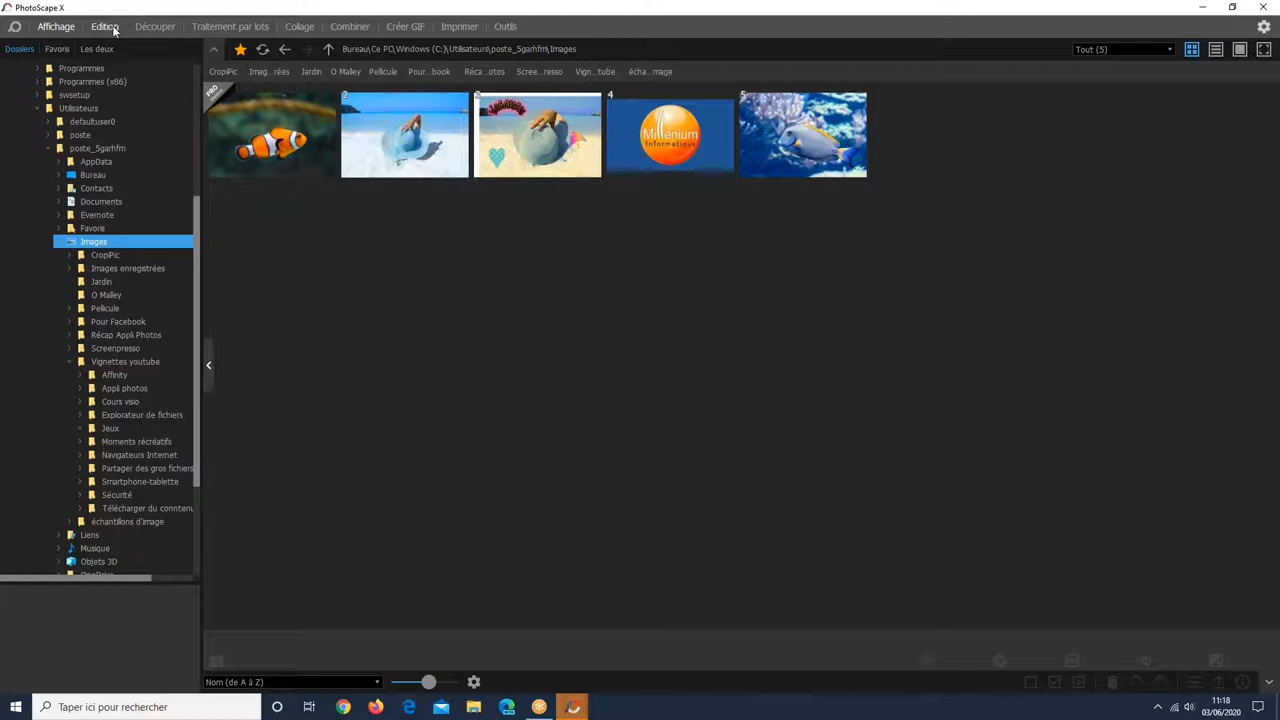 PhotoScape X
Affichage Edition Découper Traitement par lots Collage Combiner Créer GIF Imprimer Outils
Dossiers Favoris Les deux
Bureau\Ce PC\Windows (C:)\Utilisateurs\poste_5garhfm\Images
Tout (5)
CropiPic Imag...rées Jardin O Malley Pellicule Pour...book Réca...otos Scree...resso Vign...tube écha...mage
Programmes
Programmes (x86)
swsetup
Utilisateurs
defaultuser0
poste
poste_5garhfm
AppData
Bureau
Contacts
Documents
Evernote
Favoris
Images
CropiPic
Images enregistrées
Jardin
O Malley
Pellicule
Pour Facebook
Récap Appli Photos
Screenpresso
Vignettes youtube
Affinity
Appli photos
Cours visio
Explorateur de fichiers
Jeux
Moments récréatifs
Navigateurs Internet
Partager des gros fichiers
Smartphone-tablette
Sécurité
Télécharger du conntenu
échantillons d'image
Liens
Musique
Objets 3D
PRO
2
3
4
5
Millenium
Informatique
Nom (de A à Z)
Taper ici pour rechercher
11:18
03/06/2020